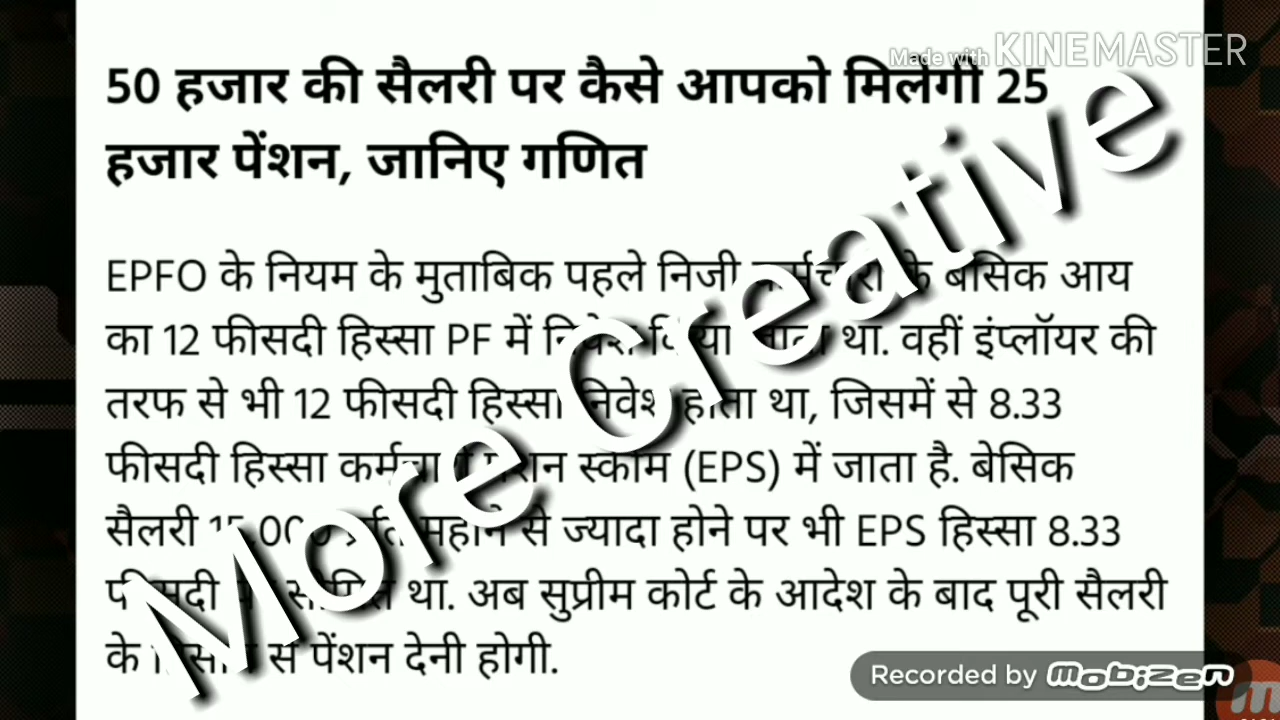 Made with KINEMASTER
50 हजार की सैलरी पर कैसे आपको मिलेगी 25
हजार पेंशन, जानिए गणित
EPFO के नियम के मुताबिक पहले निजी के बेसिक आय
का 12 फीसदी हिस्सा PF में था. वहीं इंप्लॉयर की
तरफ से भी 12 फीसदी हिस्सा निवेश होता था, जिसमें से 8.33
फीसदी हिस्सा स्कीम (EPS) में जाता है. बेसिक
सैलरी महीने से ज्यादा होने पर भी EPS हिस्सा 8.33
था. अब सुप्रीम कोर्ट के आदेश के बाद पूरी सैलरी
के से पेंशन देनी होगी.
More Creative
Recorded by mobizen